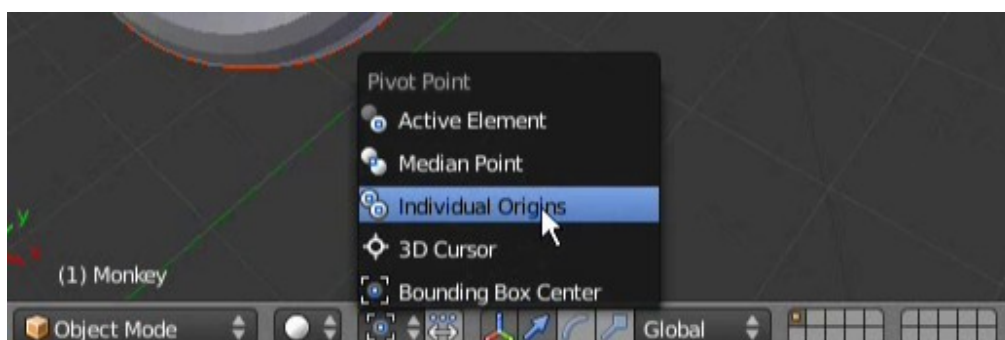 Pivot Point
Active Element
Median Point
Individual Origins
3D Cursor
Bounding Box Center
y
x
(1) Monkey
Object Mode
Global